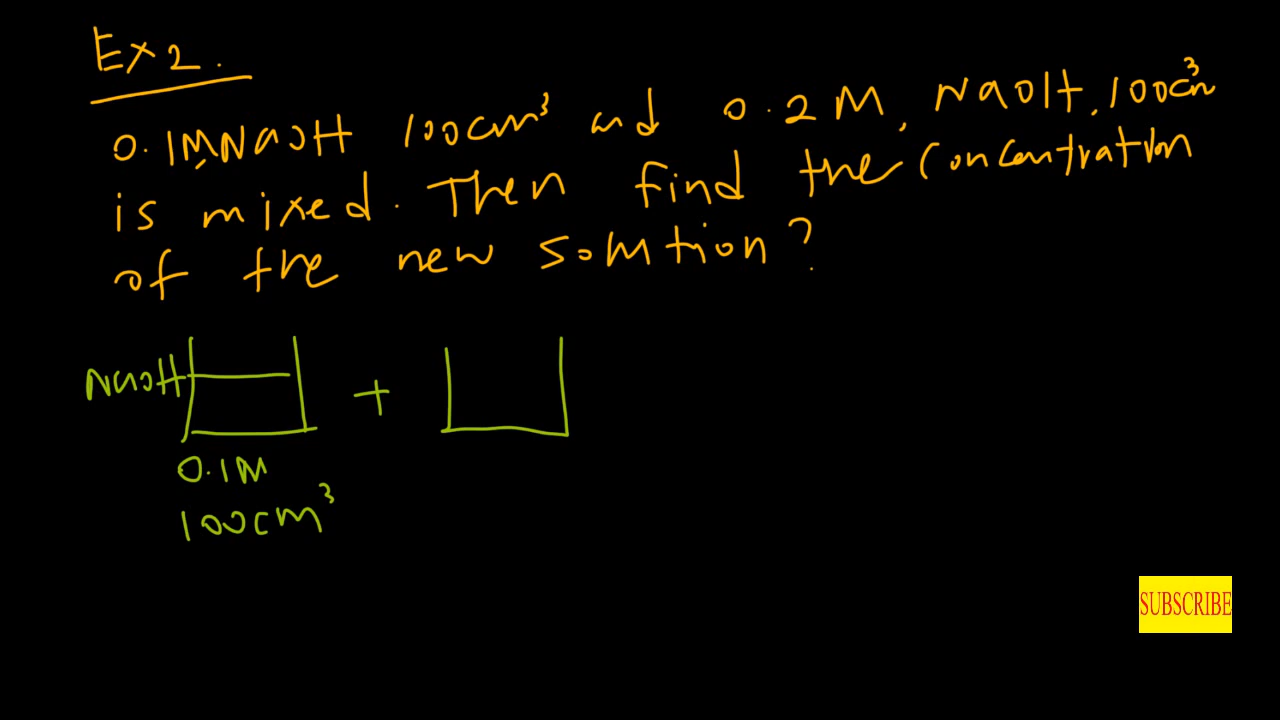 Ex 2.
0.1M NaOH 100cm³ and 0.2M, NaOH, 100cm³
is mixed. Then find the concentration
of the new solution?
NaOH
+
0.1M
100cm³
SUBSCRIBE